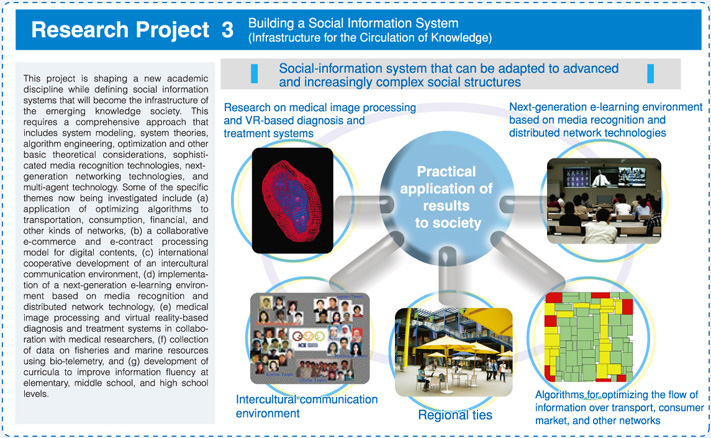 Research Project 3
Building a Social Information System
(Infrastructure for the Circulation of Knowledge)
This project is shaping a new academic
discipline while defining social information
systems that will become the infrastructure of
the emerging knowledge society. This
requires a comprehensive approach that
includes system modeling, system theories,
algorithm engineering, optimization and other
basic theoretical considerations, sophisti-
cated media recognition technologies, next-
generation networking technologies, and
multi-agent technology. Some of the specific
themes now being investigated include (a)
application of optimizing algorithms to
transportation, consumption, financial, and
other kinds of networks, (b) a collaborative
e-commerce and e-contract processing
model for digital contents, (c) international
cooperative development of an intercultural
communication environment, (d) implementa-
tion of a next-generation e-learning environ-
ment based on media recognition and
distributed network technology, (e) medical
image processing and virtual reality-based
diagnosis and treatment systems in collabo-
ration with medical researchers, (f) collection
of data on fisheries and marine resources
using bio-telemetry, and (g) development of
curricula to improve information fluency at
elementary, middle school, and high school
levels.
Social-information system that can be adapted to advanced
and increasingly complex social structures
Research on medical image processing
and VR-based diagnosis and
treatment systems
Next-generation e-learning environment
based on media recognition and
distributed network technologies
Practical
application of
results
to society
Intercultural communication
environment
Regional ties
Algorithms for optimizing the flow of
information over transport, consumer
market, and other networks